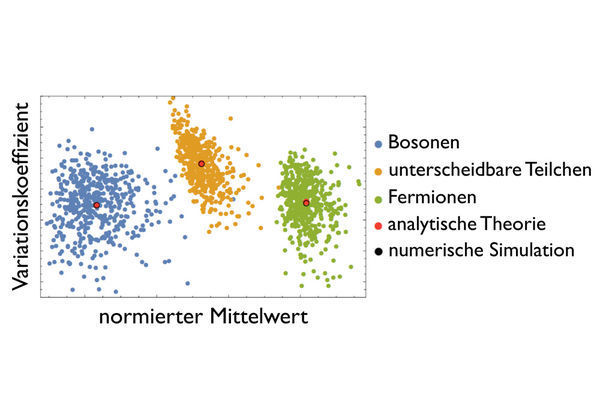 Variationskoeffizient
Bosonen
unterscheidbare Teilchen
Fermionen
analytische Theorie
numerische Simulation
normierter Mittelwert